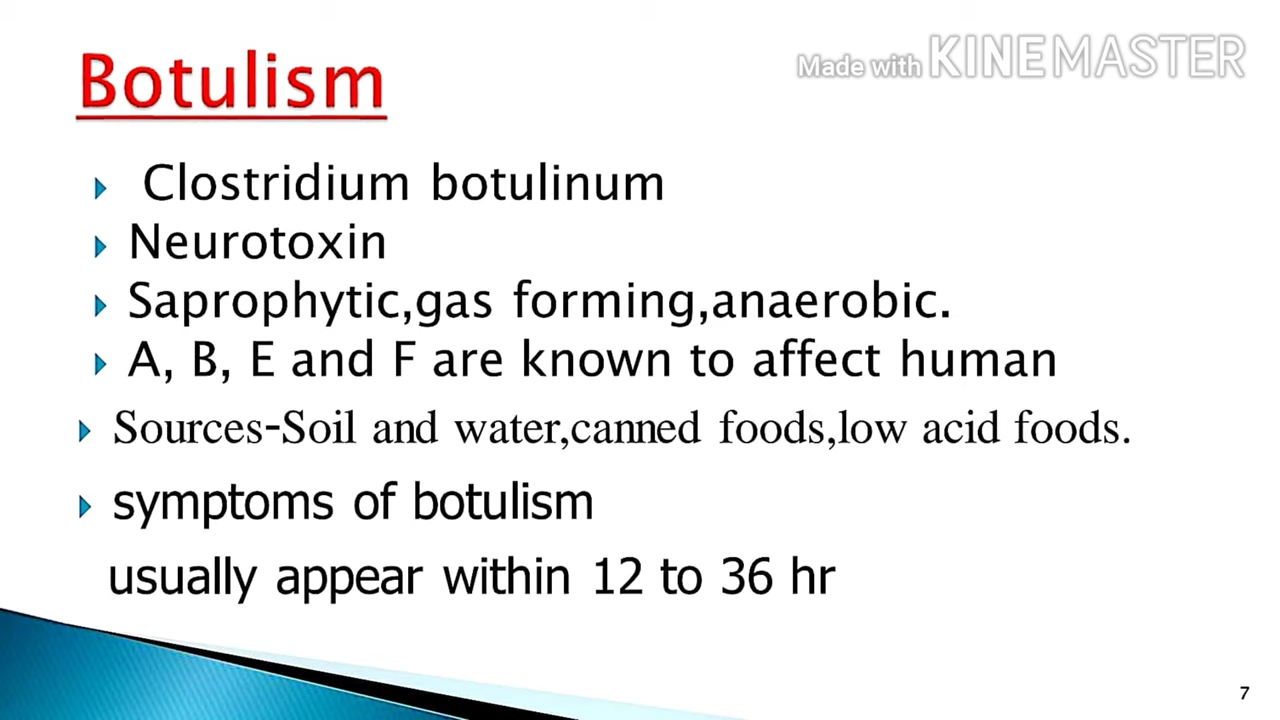 Botulism
Made with KINEMASTER
Clostridium botulinum
Neurotoxin
Saprophytic,gas forming,anaerobic.
A, B, E and F are known to affect human
Sources-Soil and water,canned foods,low acid foods.
symptoms of botulism
usually appear within 12 to 36 hr
7